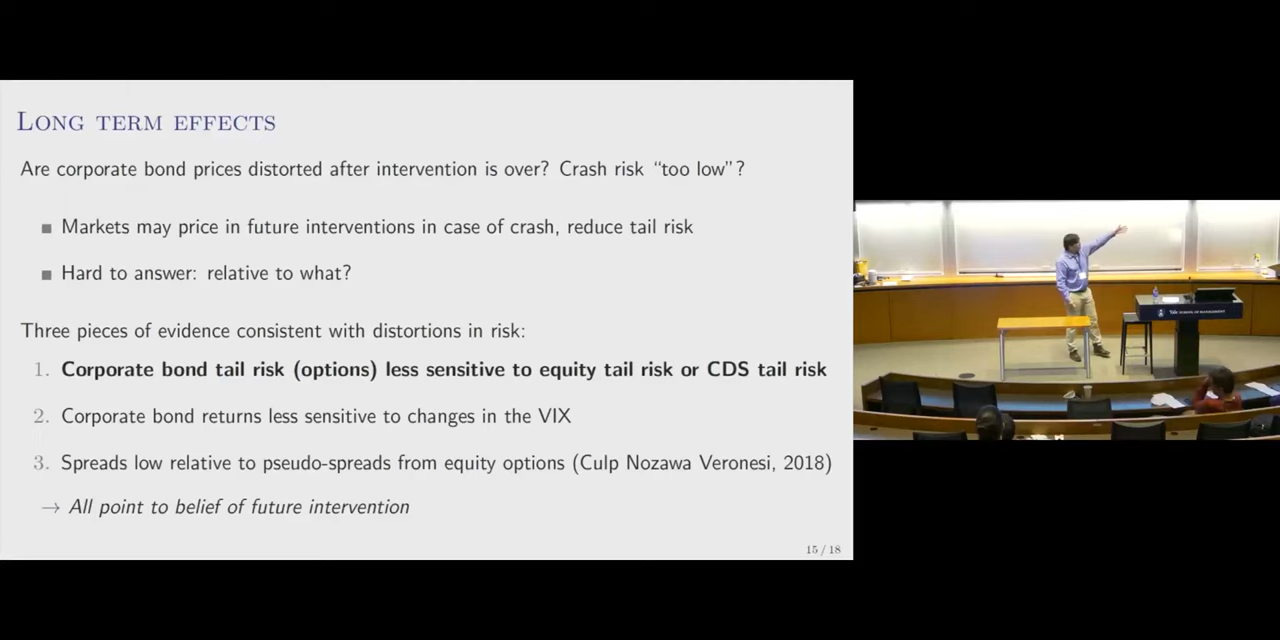 LONG TERM EFFECTS
Are corporate bond prices distorted after intervention is over? Crash risk “too low”?
■ Markets may price in future interventions in case of crash, reduce tail risk
■ Hard to answer: relative to what?
Three pieces of evidence consistent with distortions in risk:
1. Corporate bond tail risk (options) less sensitive to equity tail risk or CDS tail risk
2. Corporate bond returns less sensitive to changes in the VIX
3. Spreads low relative to pseudo-spreads from equity options (Culp Nozawa Veronesi, 2018)
→ All point to belief of future intervention
15 / 18
Yale SCHOOL OF MANAGEMENT